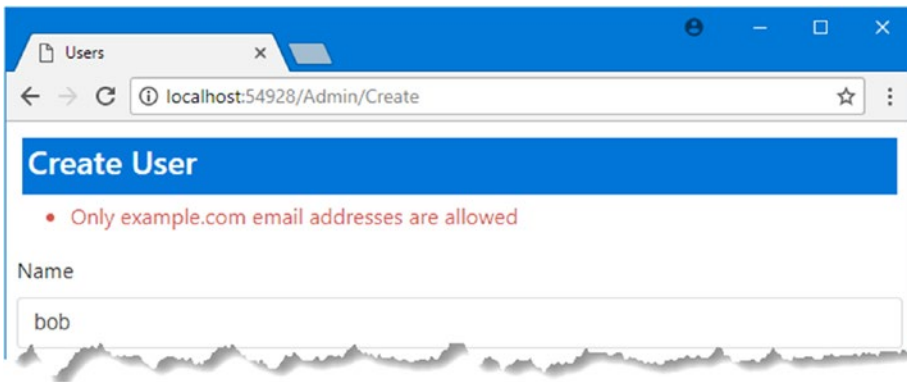 Users
localhost:54928/Admin/Create
Create User
Only example.com email addresses are allowed
Name
bob